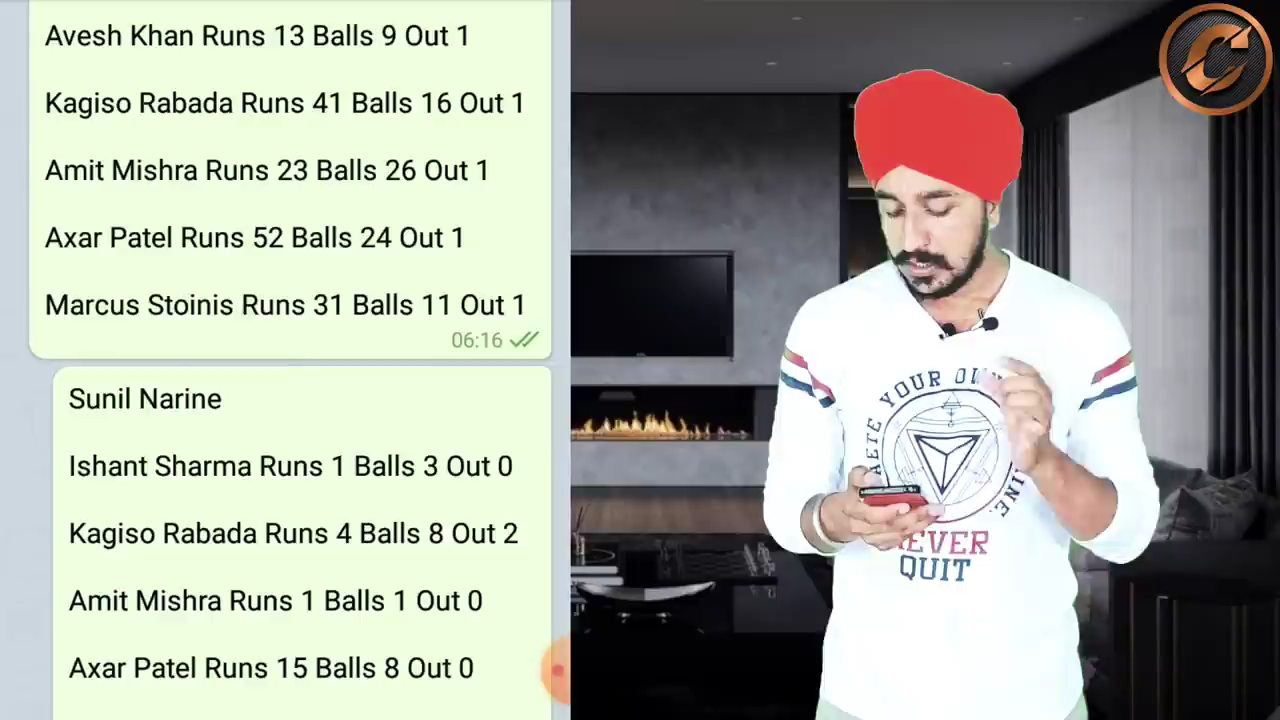 Avesh Khan Runs 13 Balls 9 Out 1
Kagiso Rabada Runs 41 Balls 16 Out 1
Amit Mishra Runs 23 Balls 26 Out 1
Axar Patel Runs 52 Balls 24 Out 1
Marcus Stoinis Runs 31 Balls 11 Out 1
06:16
Sunil Narine
Ishant Sharma Runs 1 Balls 3 Out 0
Kagiso Rabada Runs 4 Balls 8 Out 2
Amit Mishra Runs 1 Balls 1 Out 0
Axar Patel Runs 15 Balls 8 Out 0
YOUR
QUIT